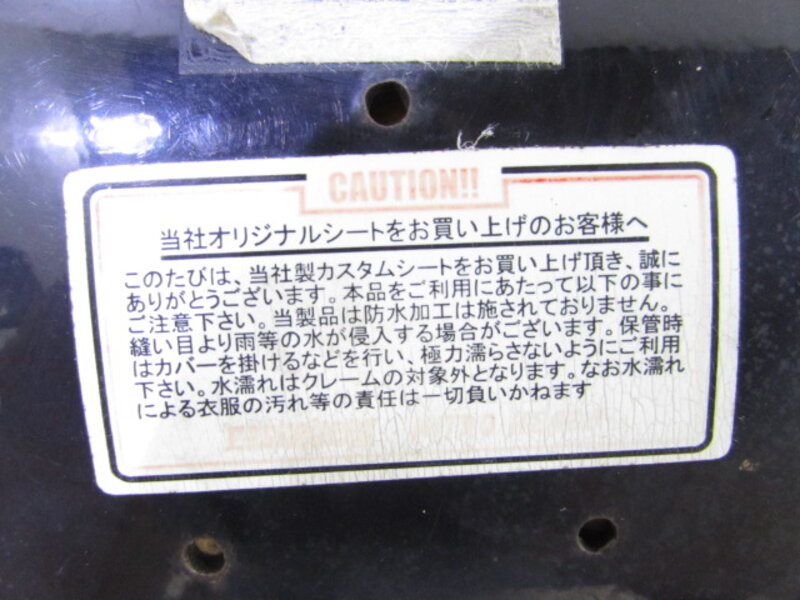 CAUTION!!
当社オリジナルシートをお買い上げのお客様へ
このたびは、当社製カスタムシートをお買い上げ頂き、誠に
ありがとうございます。本品をご利用にあたって以下の事に
ご注意下さい。当製品は防水加工は施されておりません。
縫い目より雨等の水が侵入する場合がございます。保管時
はカバーを掛けるなどを行い、極力濡らさないようにご利用
下さい。水濡れはクレームの対象外となります。なお水濡れ
による衣服の汚れ等の責任は一切負いかねます